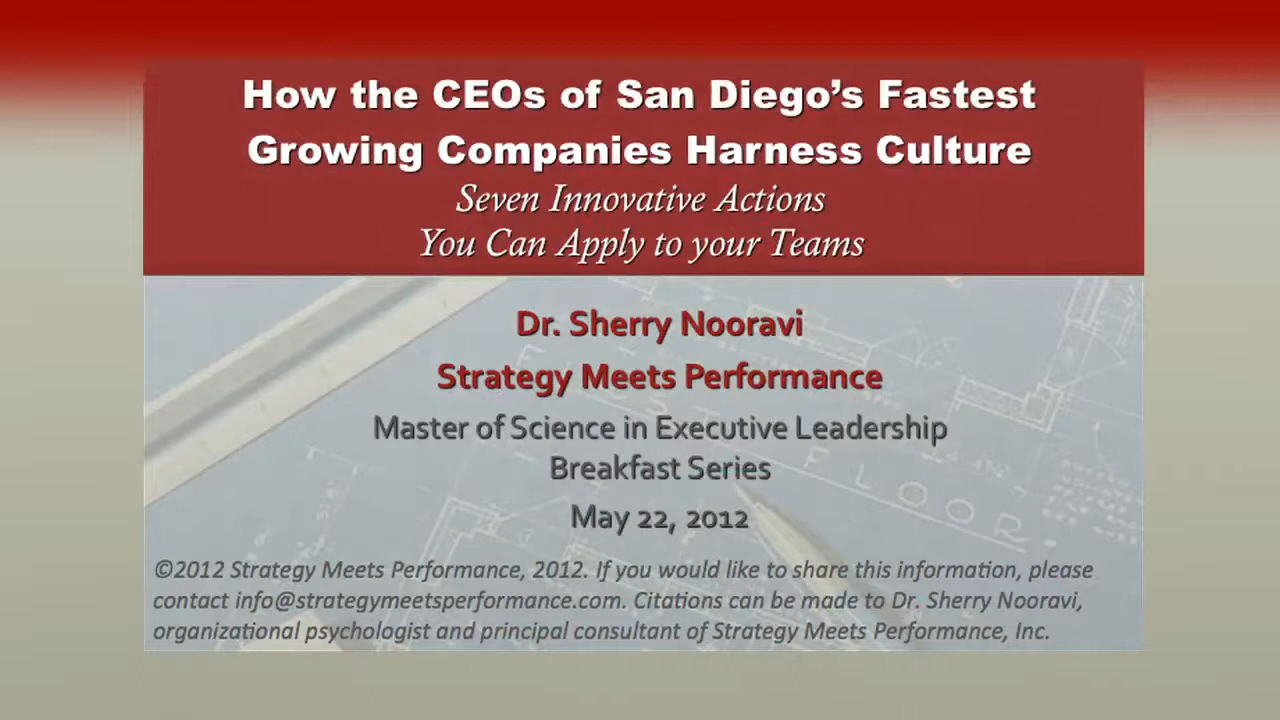 How the CEOs of San Diego’s Fastest
Growing Companies Harness Culture
Seven Innovative Actions
You Can Apply to your Teams
Dr. Sherry Nooravi
Strategy Meets Performance
Master of Science in Executive Leadership
Breakfast Series
May 22, 2012
©2012 Strategy Meets Performance, 2012. If you would like to share this information, please
contact info@strategymeetsperformance.com. Citations can be made to Dr. Sherry Nooravi,
organizational psychologist and principal consultant of Strategy Meets Performance, Inc.
FLOOR